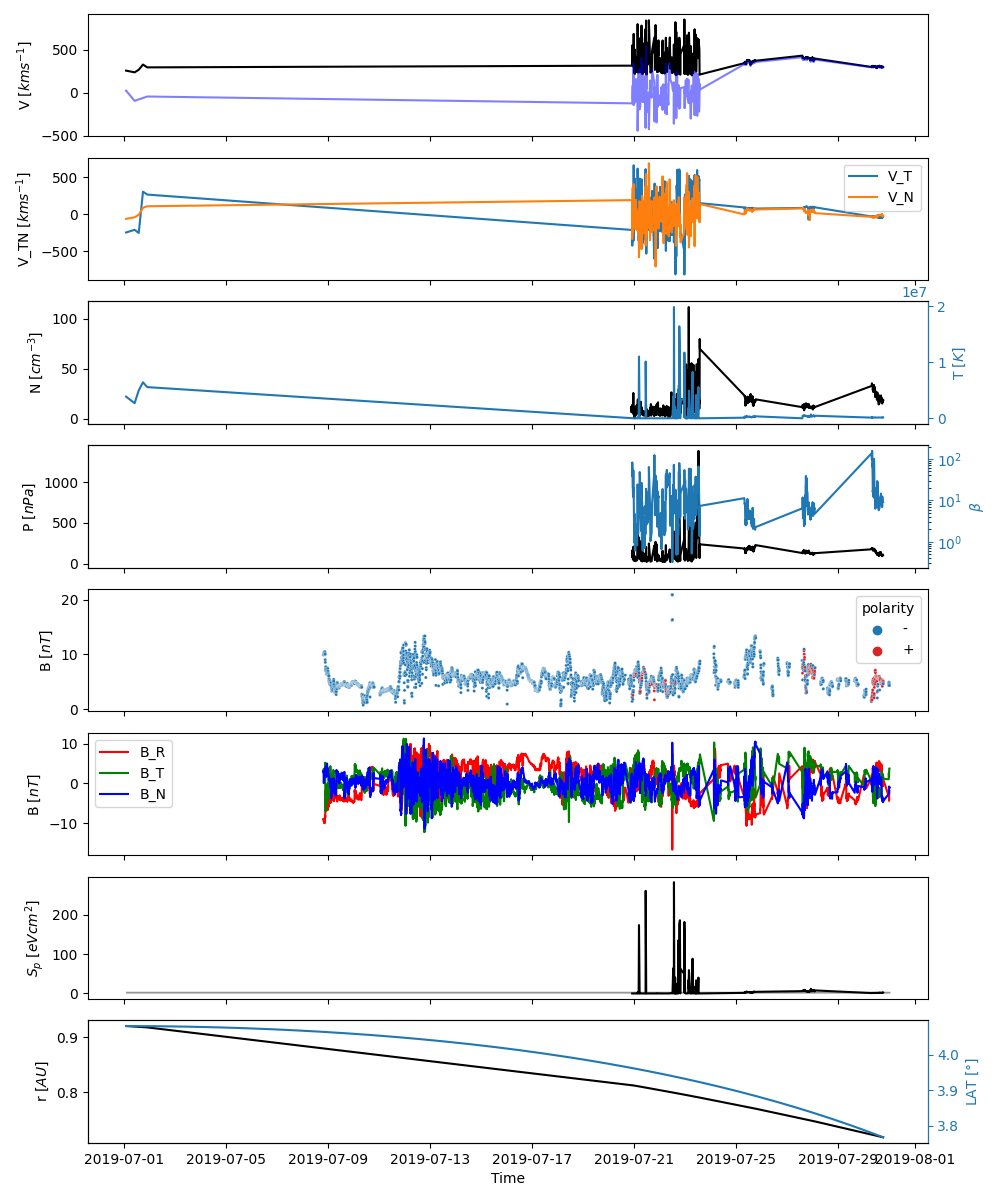 V [kms⁻¹]
500
0
−500
V_TN [kms⁻¹]
500
0
−500
V_T
V_N
N [cm⁻³]
100
50
0
1e7
2
1
0
T [K]
P [nPa]
1000
500
0
10²
10¹
10⁰
β
B [nT]
20
10
0
polarity
-
+
B [nT]
10
0
−10
B_R
B_T
B_N
Sₚ [eVcm²]
200
100
0
r [AU]
0.9
0.8
4.0
3.9
3.8
LAT [°]
2019-07-01
2019-07-05
2019-07-09
2019-07-13
2019-07-17
2019-07-21
2019-07-25
2019-07-29
2019-08-01
Time